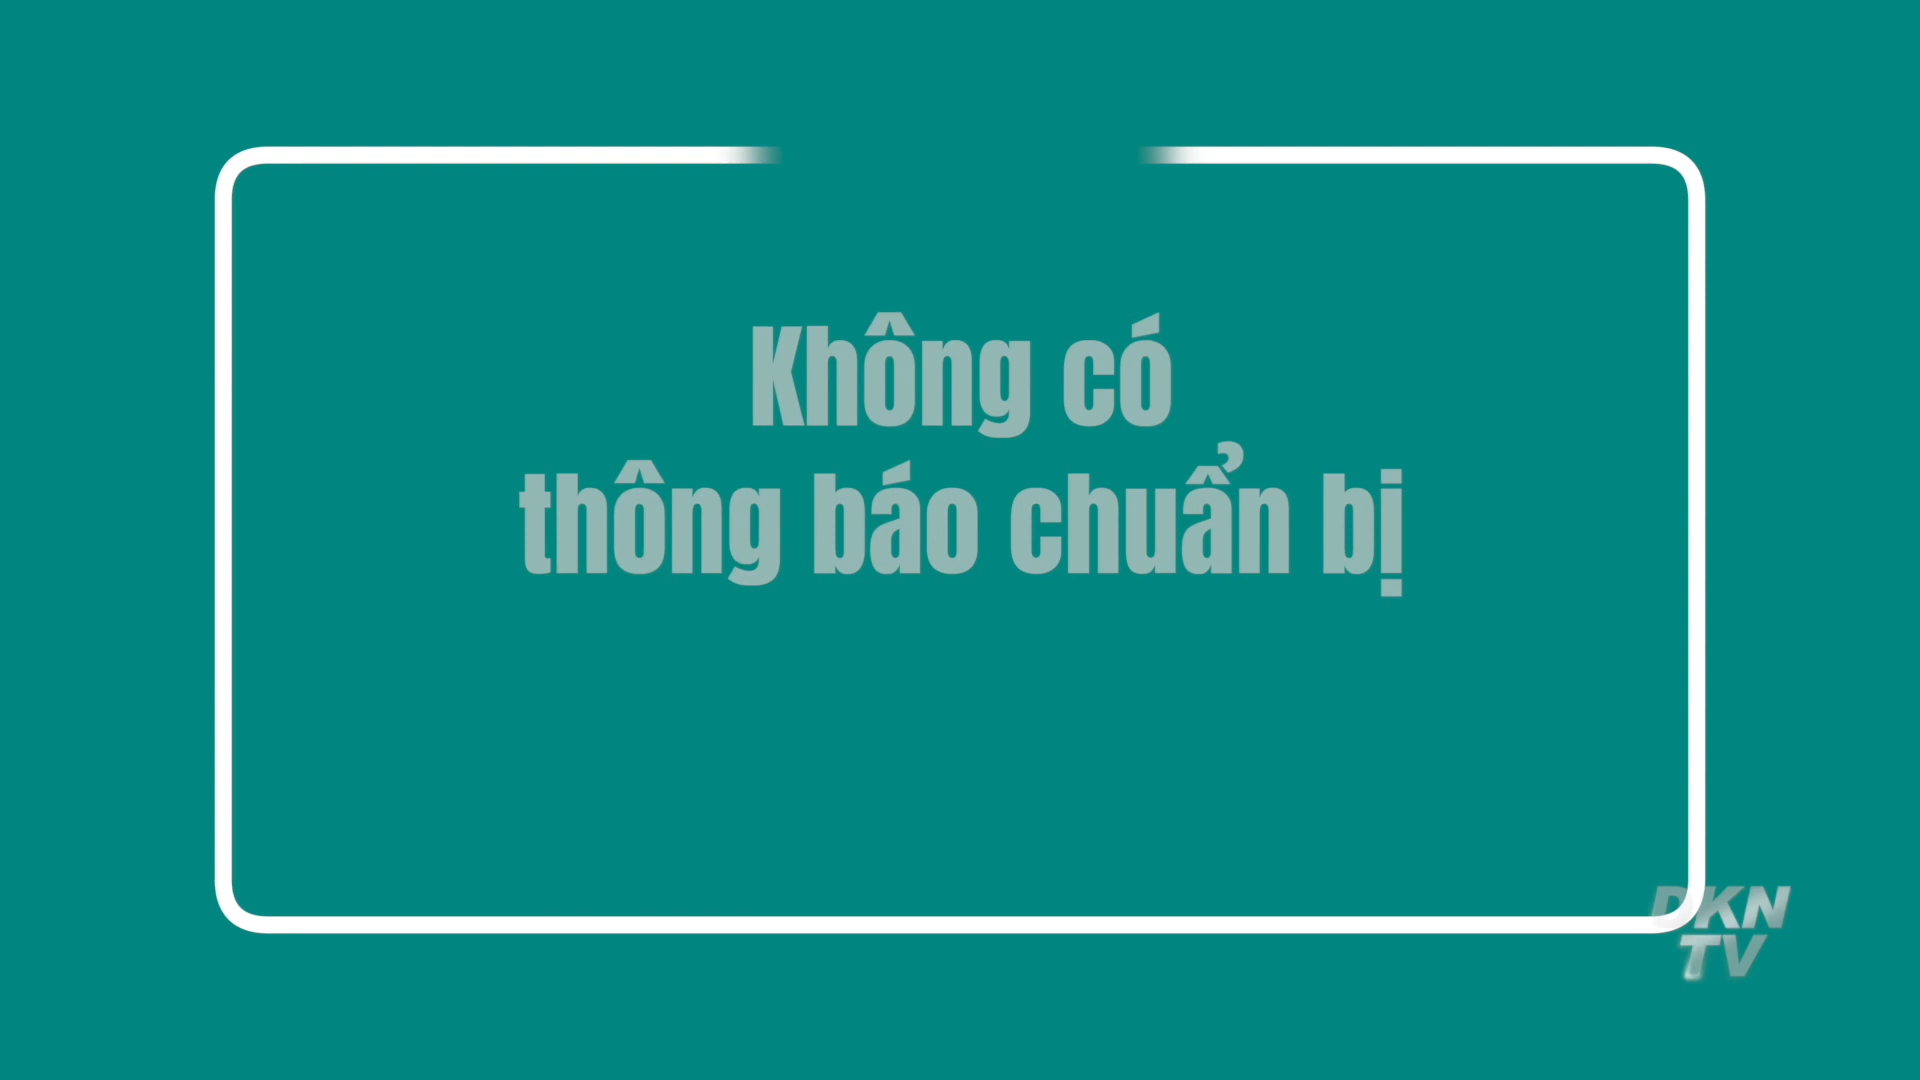 Không có
thông báo chuẩn bị
DKN
TV